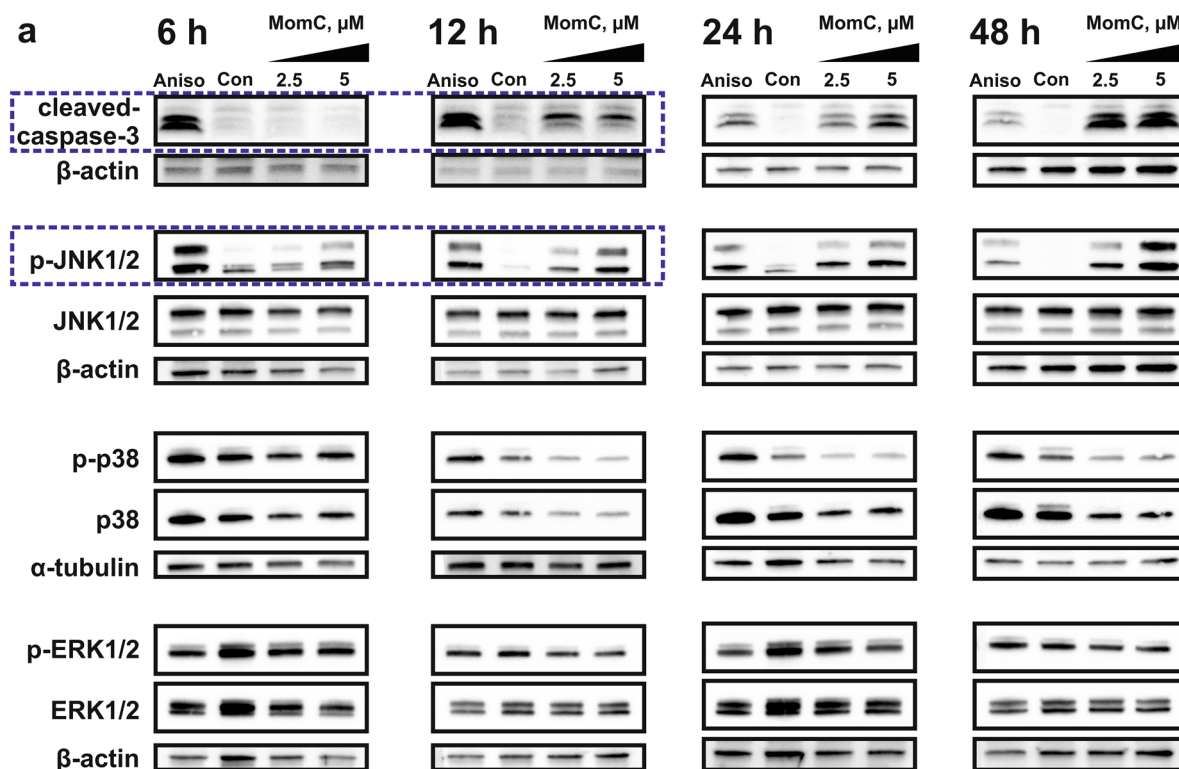 a
6 h MomC, µM
12 h MomC, µM
24 h MomC, µM
48 h MomC, µM
Aniso Con 2.5 5
Aniso Con 2.5 5
Aniso Con 2.5 5
Aniso Con 2.5 5
cleaved-
caspase-3
β-actin
p-JNK1/2
JNK1/2
β-actin
p-p38
p38
α-tubulin
p-ERK1/2
ERK1/2
β-actin